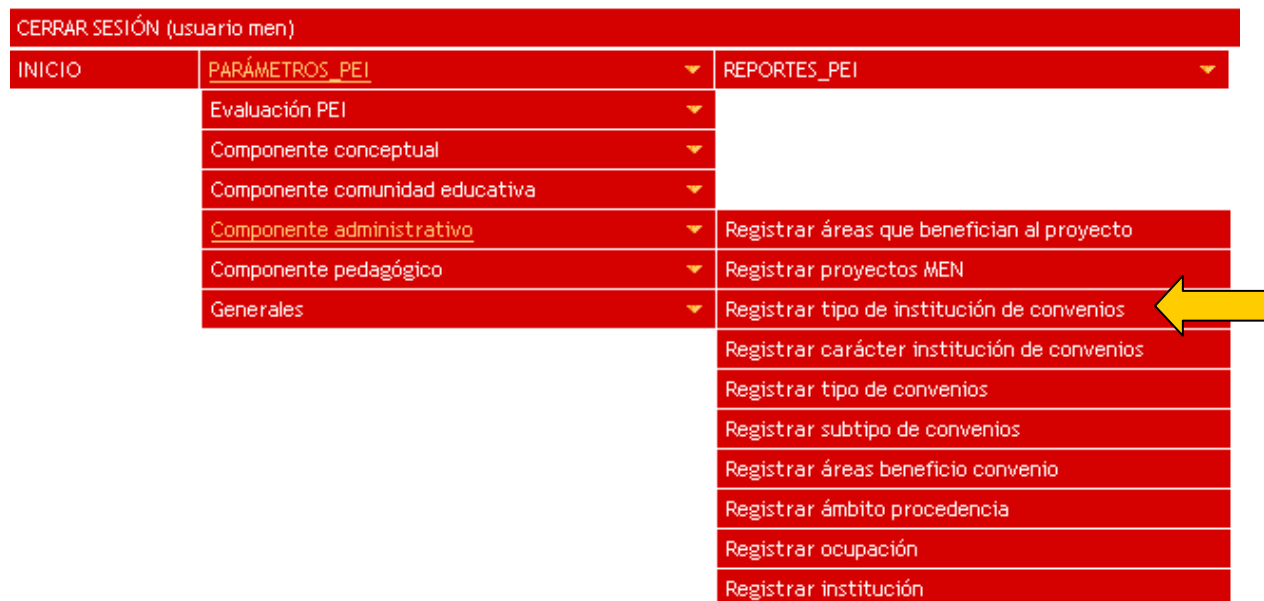 CERRAR SESIÓN (usuario men)
INICIO
PARÁMETROS_PEI
REPORTES_PEI
Evaluación PEI
Componente conceptual
Componente comunidad educativa
Componente administrativo
Componente pedagógico
Generales
Registrar áreas que benefician al proyecto
Registrar proyectos MEN
Registrar tipo de institución de convenios
Registrar carácter institución de convenios
Registrar tipo de convenios
Registrar subtipo de convenios
Registrar áreas beneficio convenio
Registrar ámbito procedencia
Registrar ocupación
Registrar institución